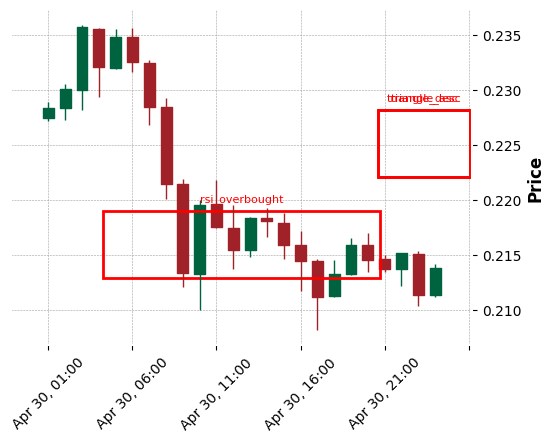 0.235
0.230
triangle_desc
0.225
Price
0.220
rsi_overbought
0.215
0.210
Apr 30, 01:00
Apr 30, 06:00
Apr 30, 11:00
Apr 30, 16:00
Apr 30, 21:00